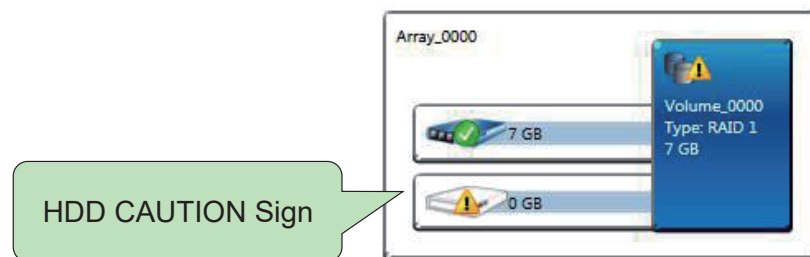 Array_0000
Volume_0000
Type: RAID 1
7 GB
7 GB
0 GB
HDD CAUTION Sign